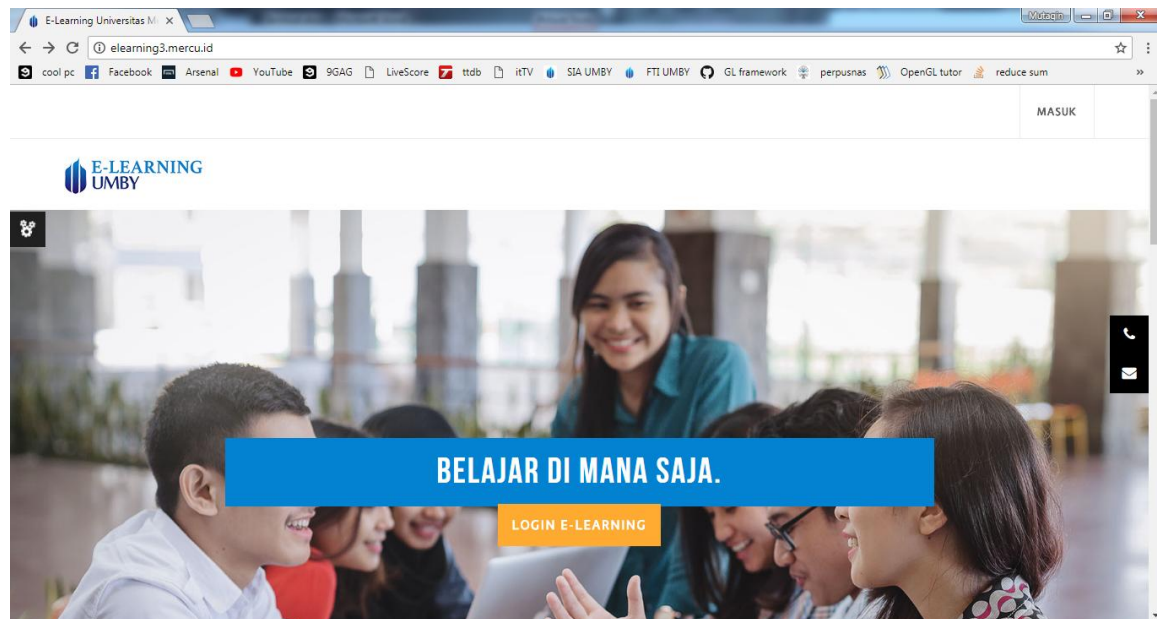 E-Learning Universitas M
Mutaqin
elearning3.mercu.id
cool pc Facebook Arsenal YouTube 9GAG LiveScore ttdb itTV SIA UMBY FTI UMBY GL framework perpusnas OpenGL tutor reduce sum »
MASUK
E-LEARNING
UMBY
BELAJAR DI MANA SAJA.
LOGIN E-LEARNING